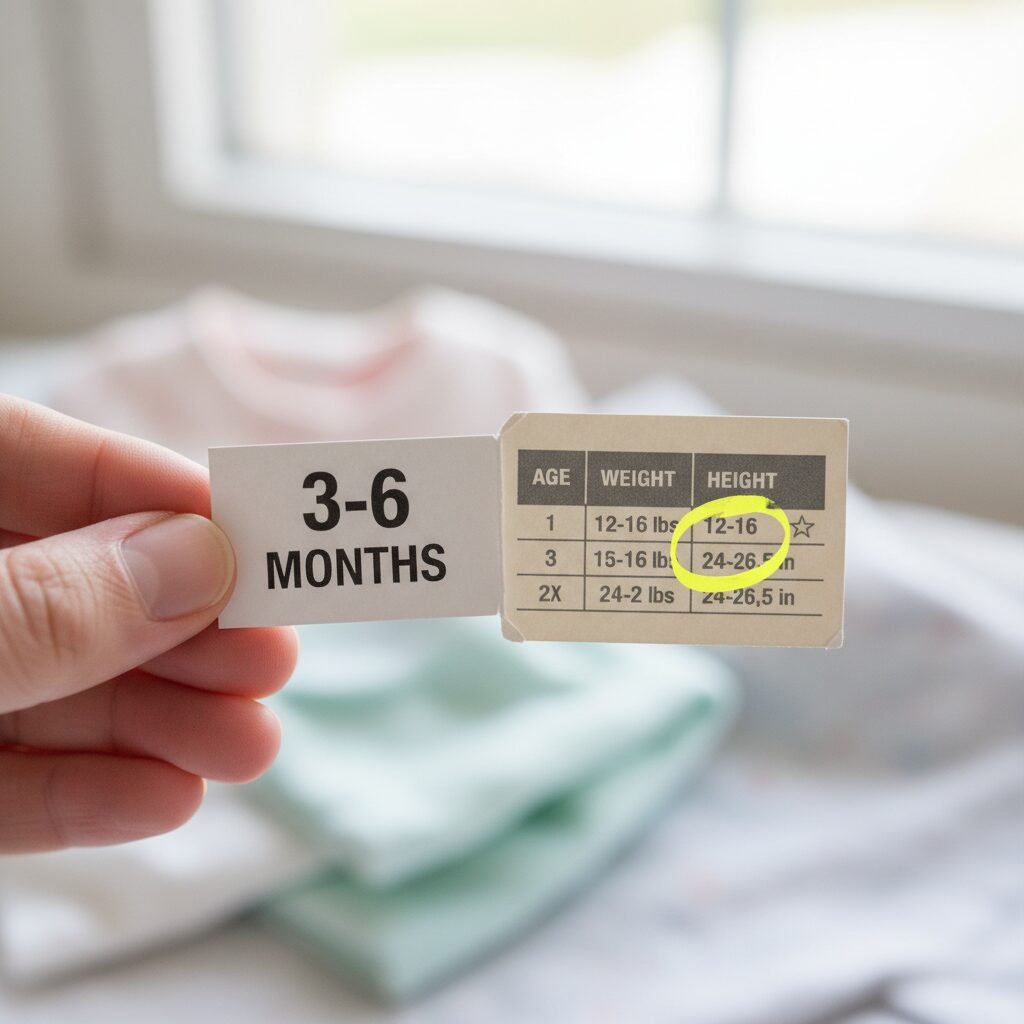 3-6
MONTHS
AGE WEIGHT HEIGHT
1 12-16 lbs 12-16 ☆
3 15-16 lbs 24-26.5 in
2X 24-2 lbs 24-26,5 in